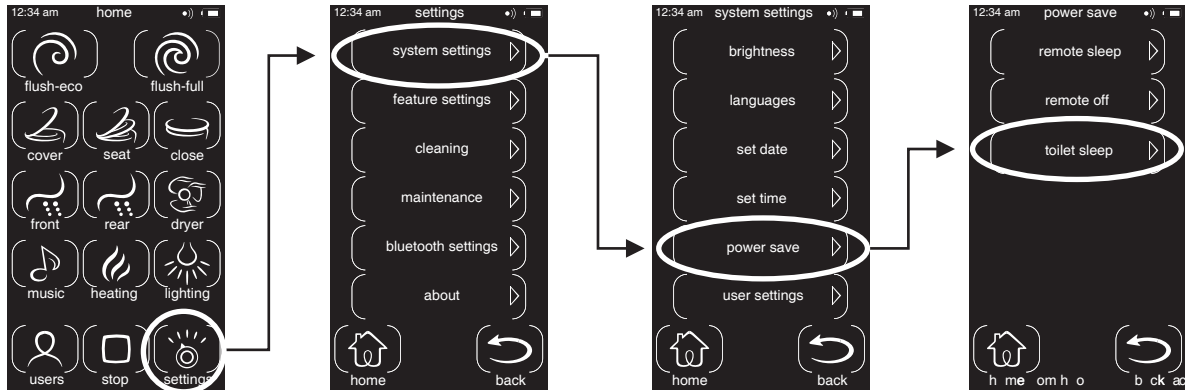 12:34 am home
flush-eco flush-full
cover seat close
front rear dryer
music heating lighting
users stop settings
12:34 am settings
system settings
feature settings
cleaning
maintenance
bluetooth settings
about
home back
12:34 am system settings
brightness
languages
set date
set time
power save
user settings
home back
12:34 am power save
remote sleep
remote off
toilet sleep